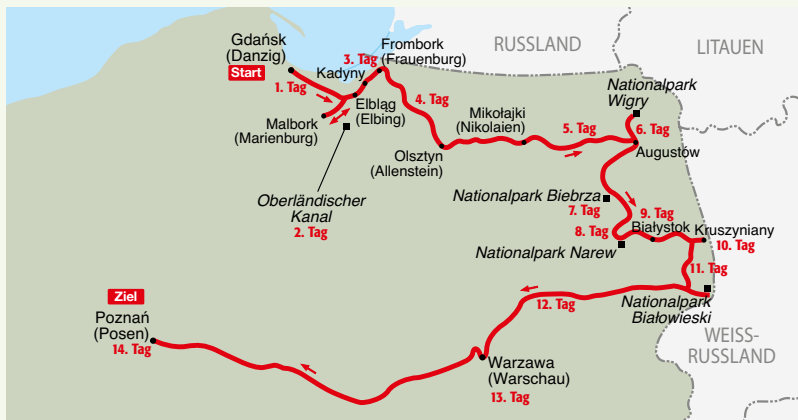 RUSSLAND
LITAUEN
Gdańsk
(Danzig)
Start
1. Tag
3. Tag
Frombork
(Frauenburg)
Kadyny
Elbląg
(Elbing)
Malbork
(Marienburg)
4. Tag
Mikołajki
(Nikolaien)
5. Tag
Nationalpark
Wigry
6. Tag
Augustów
Olsztyn
(Allenstein)
Oberländischer
Kanal
2. Tag
Nationalpark Biebrza
7. Tag
9. Tag
8. Tag
Białystok
Kruszyniany
10. Tag
Nationalpark Narew
11. Tag
Ziel
12. Tag
Nationalpark
Białowieski
Poznań
(Posen)
14. Tag
WEISS-
RUSSLAND
Warzawa
(Warschau)
13. Tag